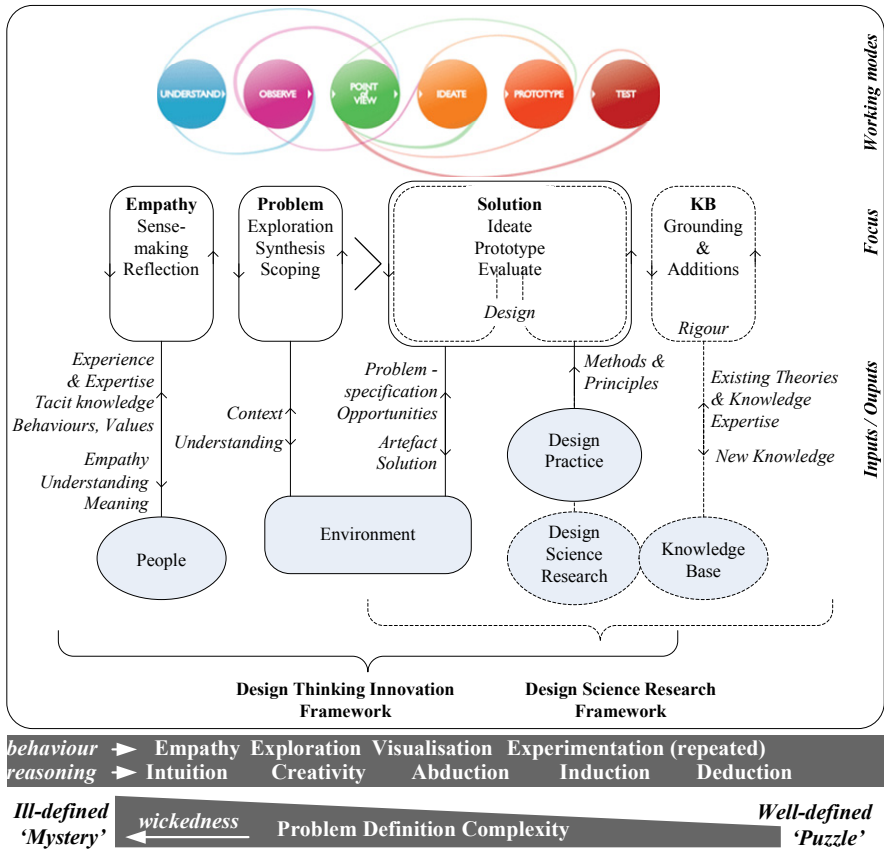 UNDERSTAND
OBSERVE
POINT
of
VIEW
IDEATE
PROTOTYPE
TEST
Working modes
Empathy
Sense-
making
Reflection
Problem
Exploration
Synthesis
Scoping
Solution
Ideate
Prototype
Evaluate
Design
KB
Grounding
&
Additions
Rigour
Focus
Experience
& Expertise
Tacit knowledge
Behaviours, Values
Empathy
Understanding
Meaning
Context
Understanding
Problem -
specification
Opportunities
Artefact
Solution
Methods &
Principles
Existing Theories
& Knowledge
Expertise
New Knowledge
Inputs / Ouputs
People
Environment
Design
Practice
Design
Science
Research
Knowledge
Base
Design Thinking Innovation
Framework
Design Science Research
Framework
behaviour Empathy Exploration Visualisation Experimentation (repeated)
reasoning Intuition Creativity Abduction Induction Deduction
Ill-defined
‘Mystery’
wickedness
Problem Definition Complexity
Well-defined
‘Puzzle’